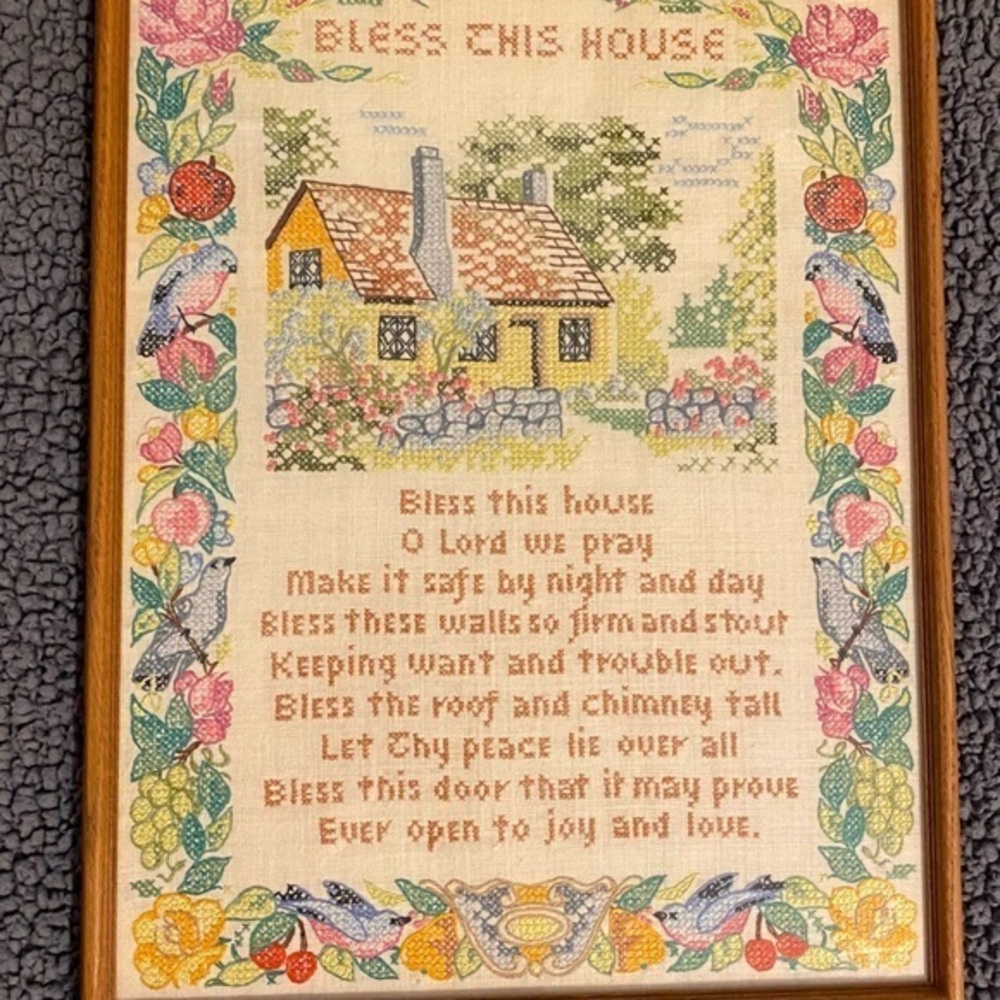 BLESS THIS HOUSE
Bless this house
O Lord we pray
Make it safe by night and day
Bless these walls so firm and stout
Keeping want and trouble out.
Bless the roof and chimney tall
Let Thy peace lie over all
Bless this door that it may prove
Ever open to joy and love.